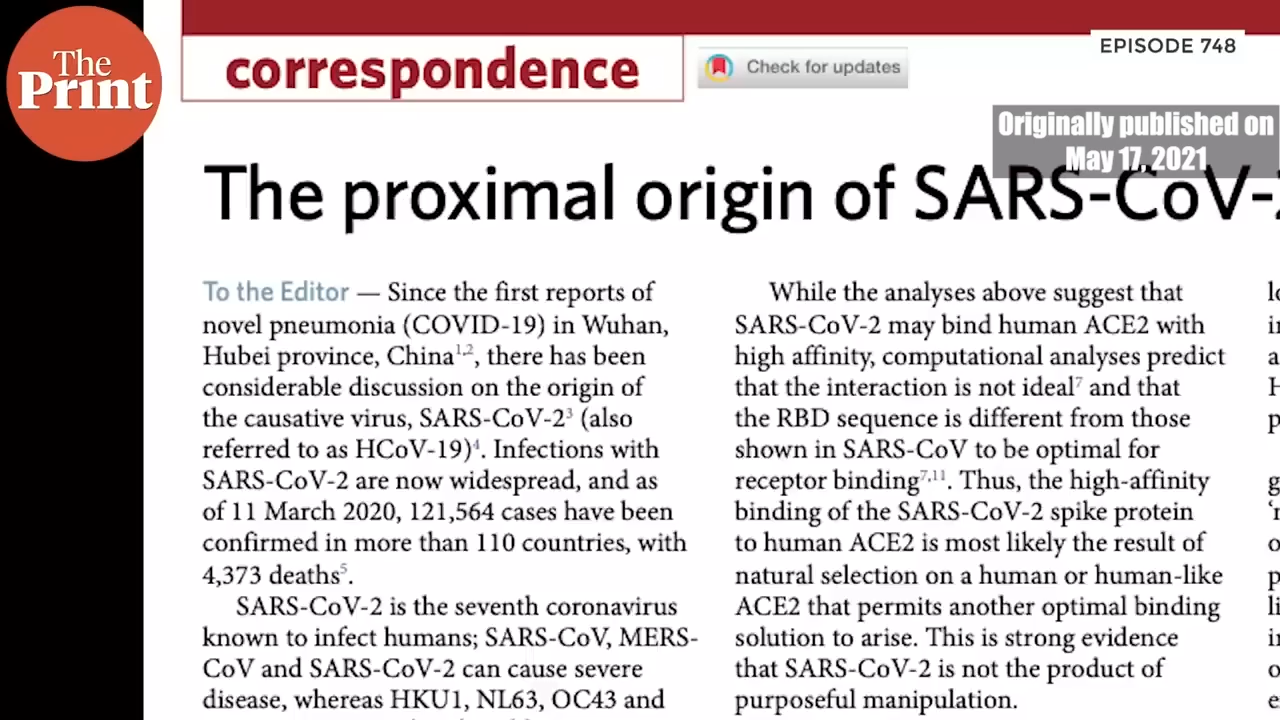 The
Print
EPISODE 748
correspondence
Check for updates
Originally published on
May 17, 2021
The proximal origin of SARS-CoV-2
To the Editor — Since the first reports of
novel pneumonia (COVID-19) in Wuhan,
Hubei province, China1,2, there has been
considerable discussion on the origin of
the causative virus, SARS-CoV-23 (also
referred to as HCoV-19)4. Infections with
SARS-CoV-2 are now widespread, and as
of 11 March 2020, 121,564 cases have been
confirmed in more than 110 countries, with
4,373 deaths5.
SARS-CoV-2 is the seventh coronavirus
known to infect humans; SARS-CoV, MERS-
CoV and SARS-CoV-2 can cause severe
disease, whereas HKU1, NL63, OC43 and
While the analyses above suggest that
SARS-CoV-2 may bind human ACE2 with
high affinity, computational analyses predict
that the interaction is not ideal7 and that
the RBD sequence is different from those
shown in SARS-CoV to be optimal for
receptor binding7,11. Thus, the high-affinity
binding of the SARS-CoV-2 spike protein
to human ACE2 is most likely the result of
natural selection on a human or human-like
ACE2 that permits another optimal binding
solution to arise. This is strong evidence
that SARS-CoV-2 is not the product of
purposeful manipulation.